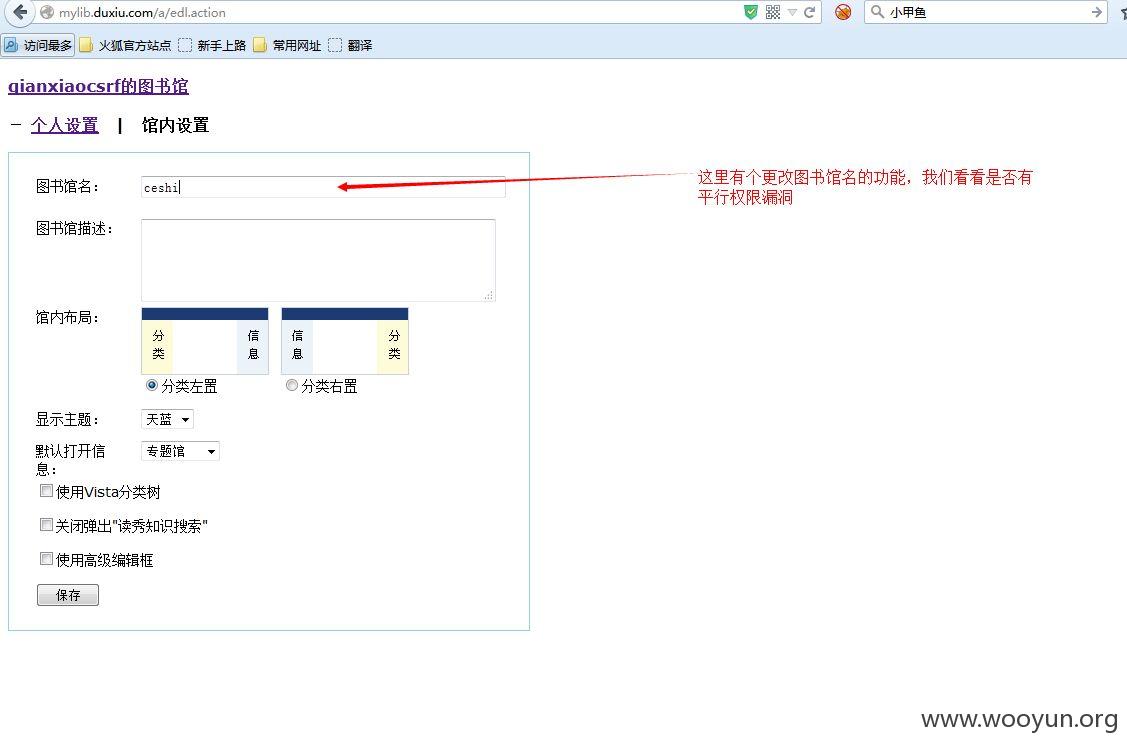 mylib.duxiu.com/a/edl.action
小甲鱼
访问最多 火狐官方站点 新手上路 常用网址 翻译
qianxiaocsrf的图书馆
— 个人设置 | 馆内设置
图书馆名： ceshi
这里有个更改图书馆名的功能，我们看看是否有
平行权限漏洞
图书馆描述：
馆内布局：
分类 信息 信息 分类
分类左置 分类右置
显示主题： 天蓝
默认打开信
息： 专题馆
使用Vista分类树
关闭弹出"读秀知识搜索"
使用高级编辑框
保存
www.wooyun.org